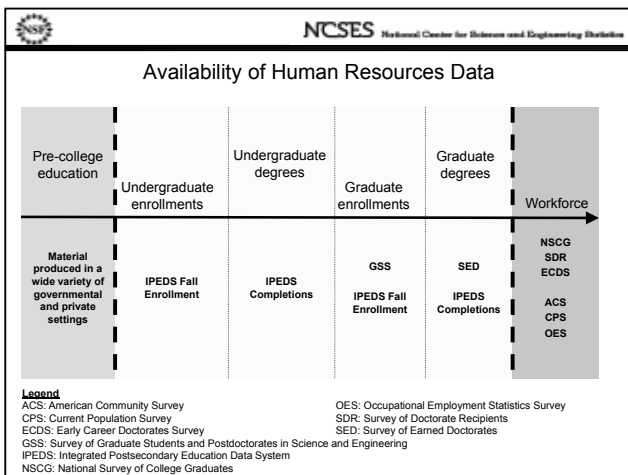 NSF
NCSES National Center for Science and Engineering Statistics
Availability of Human Resources Data
Pre-college
education
Undergraduate
enrollments
Undergraduate
degrees
Graduate
enrollments
Graduate
degrees
Workforce
Material
produced in a
wide variety of
governmental
and private
settings
IPEDS Fall
Enrollment
IPEDS
Completions
GSS
IPEDS Fall
Enrollment
SED
IPEDS
Completions
NSCG
SDR
ECDS
ACS
CPS
OES
Legend
ACS: American Community Survey
CPS: Current Population Survey
ECDS: Early Career Doctorates Survey
GSS: Survey of Graduate Students and Postdoctorates in Science and Engineering
IPEDS: Integrated Postsecondary Education Data System
NSCG: National Survey of College Graduates
OES: Occupational Employment Statistics Survey
SDR: Survey of Doctorate Recipients
SED: Survey of Earned Doctorates